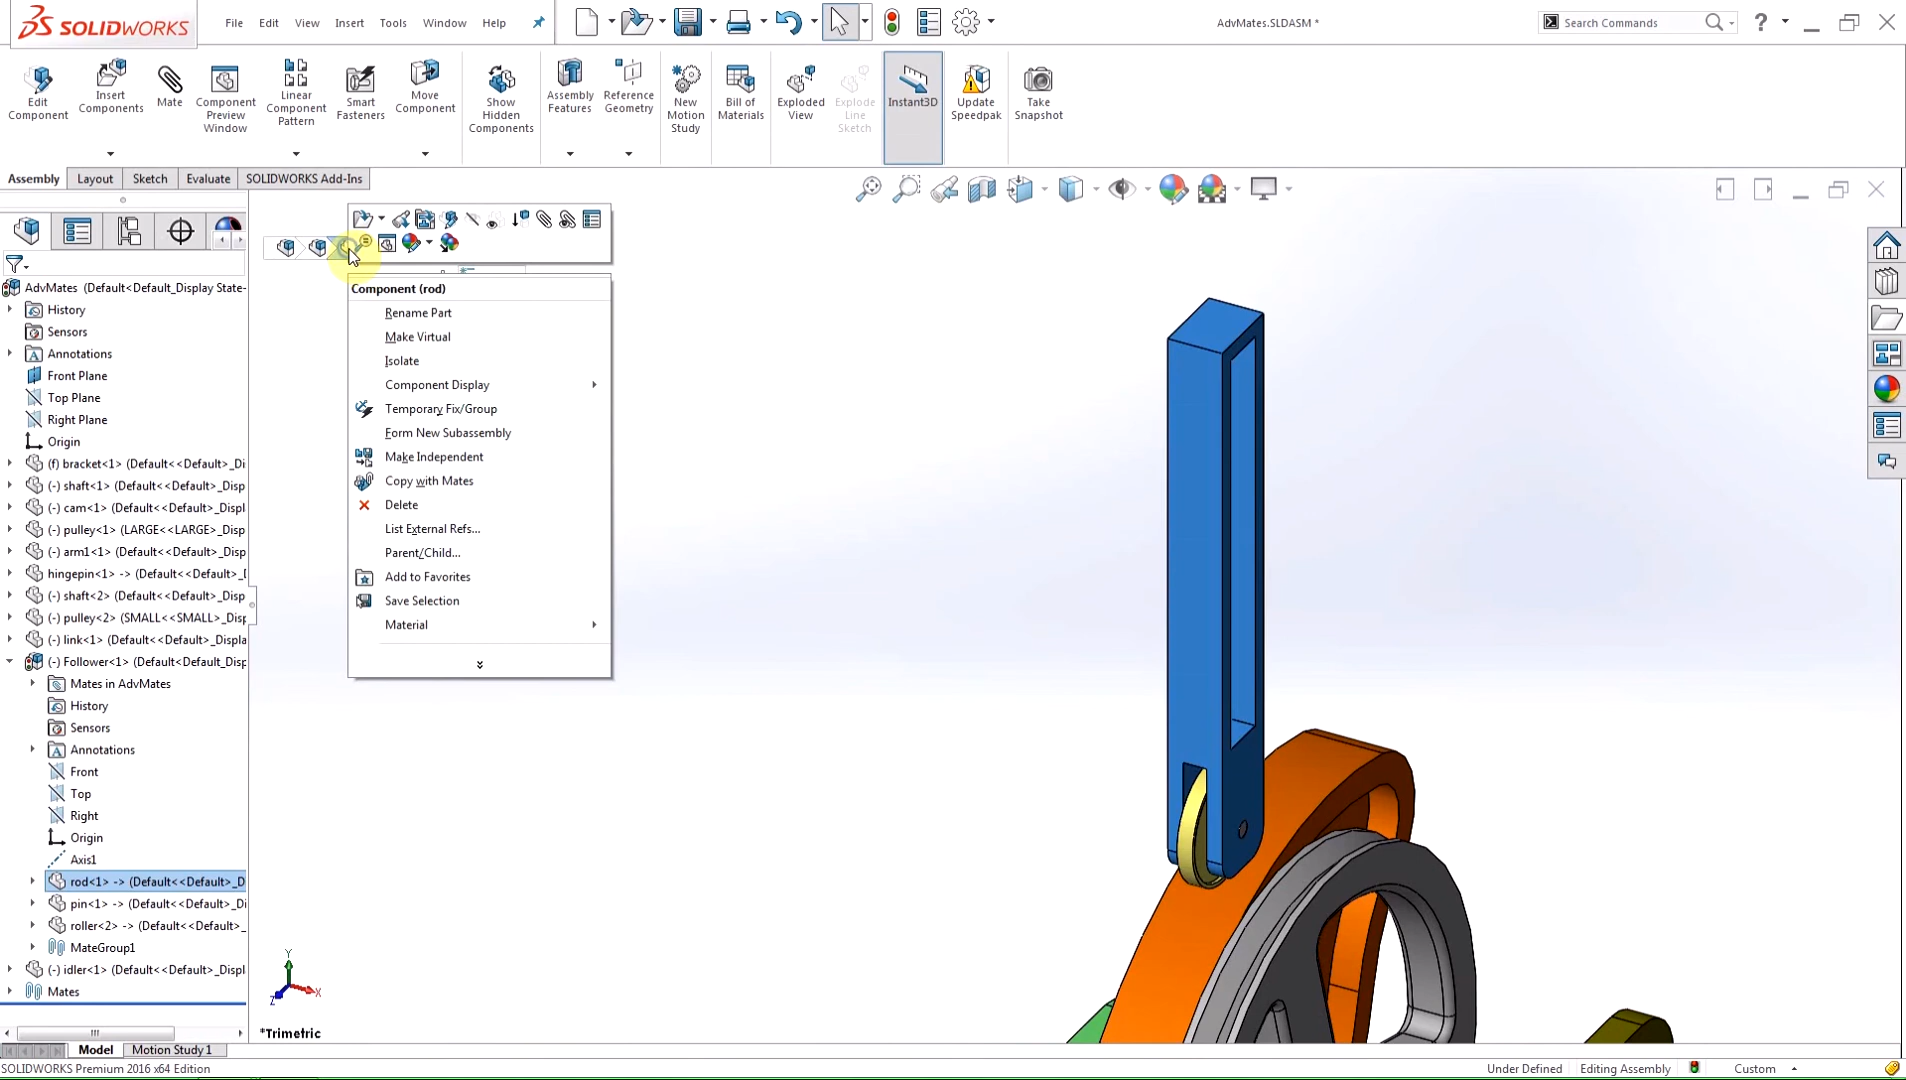 SOLIDWORKS
File Edit View Insert Tools Window Help
AdvMates.SLDASM *
Search Commands
Edit Component
Insert Components
Mate
Component Preview Window
Linear Component Pattern
Smart Fasteners
Move Component
Show Hidden Components
Assembly Features
Reference Geometry
New Motion Study
Bill of Materials
Exploded View
Explode Line Sketch
Instant3D
Update Speedpak
Take Snapshot
Assembly Layout Sketch Evaluate SOLIDWORKS Add-Ins
AdvMates (Default<Default_Display State-
History
Sensors
Annotations
Front Plane
Top Plane
Right Plane
Origin
(f) bracket<1> (Default<<Default>_Di
(-) shaft<1> (Default<<Default>_Disp
(-) cam<1> (Default<<Default>_Displ
(-) pulley<1> (LARGE<<LARGE>_Disp
(-) arm1<1> (Default<<Default>_Disp
hingepin<1> -> (Default<<Default>_D
(-) shaft<2> (Default<<Default>_Disp
(-) pulley<2> (SMALL<<SMALL>_Disp
(-) link<1> (Default<<Default>_Displa
(-) Follower<1> (Default<Default_Disp
Mates in AdvMates
History
Sensors
Annotations
Front
Top
Right
Origin
Axis1
rod<1> -> (Default<<Default>_D
pin<1> -> (Default<<Default>_Di
roller<2> -> (Default<<Default>_
MateGroup1
(-) idler<1> (Default<<Default>_Displ
Mates
Component (rod)
Rename Part
Make Virtual
Isolate
Component Display
Temporary Fix/Group
Form New Subassembly
Make Independent
Copy with Mates
Delete
List External Refs...
Parent/Child...
Add to Favorites
Save Selection
Material
Y
X
Z
*Trimetric
Model Motion Study 1
SOLIDWORKS Premium 2016 x64 Edition
Under Defined Editing Assembly Custom